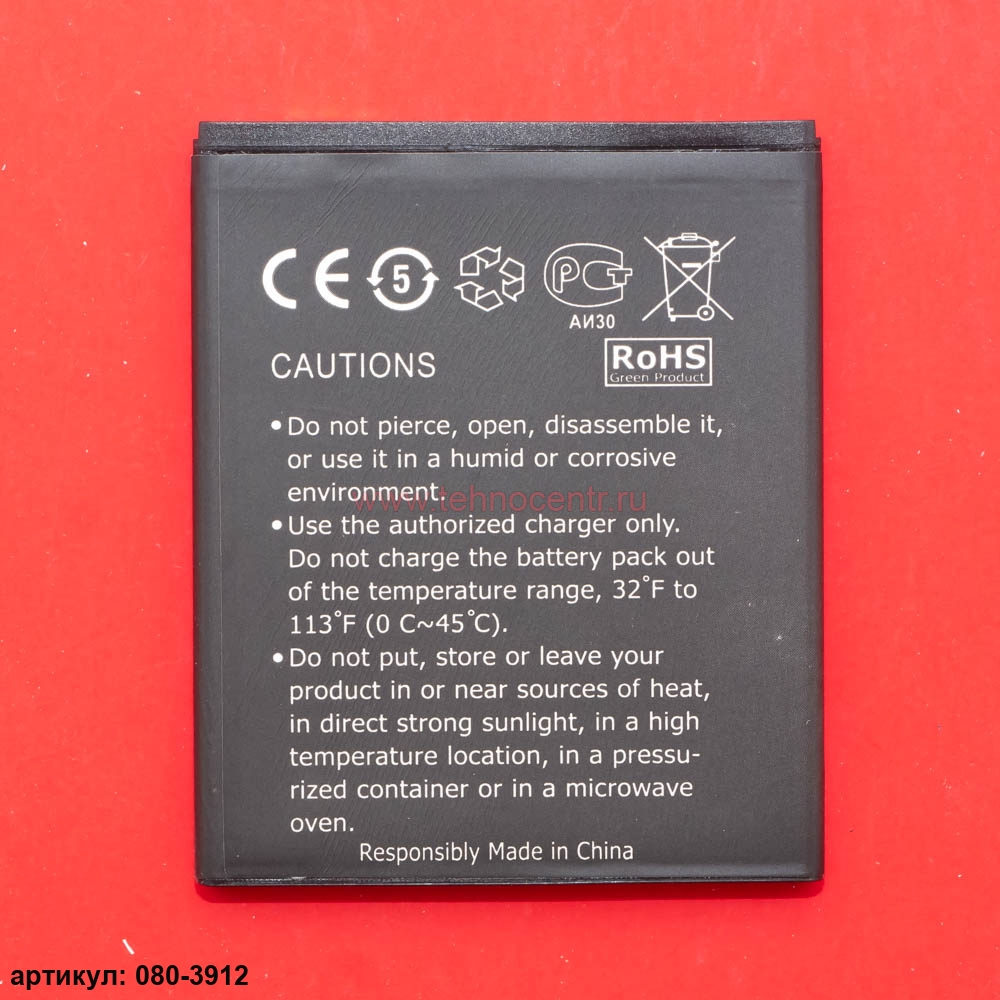 CE 5 PCT
АИ30
CAUTIONS
RoHS
Green Product
•Do not pierce, open, disassemble it,
or use it in a humid or corrosive
environment.
www.tehnocentr.ru
•Use the authorized charger only.
Do not charge the battery pack out
of the temperature range, 32˚F to
113˚F (0 C~45˚C).
•Do not put, store or leave your
product in or near sources of heat,
in direct strong sunlight, in a high
temperature location, in a pressu-
rized container or in a microwave
oven.
Responsibly Made in China
артикул: 080-3912